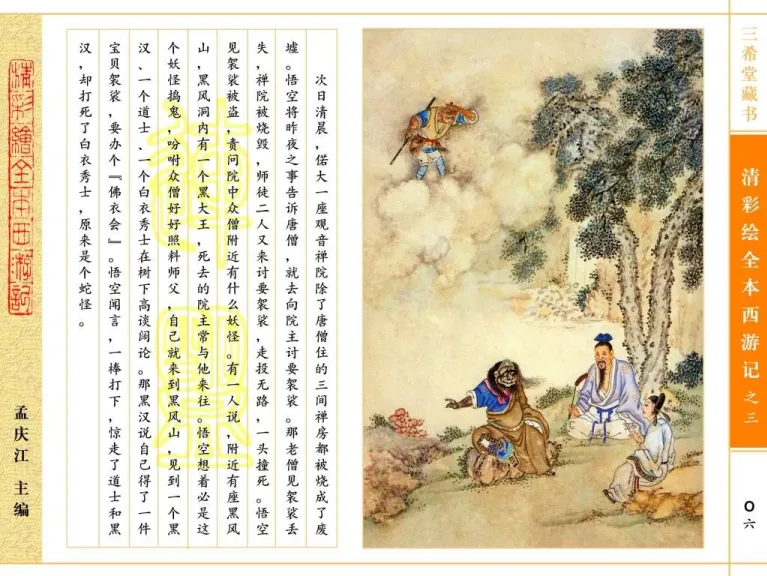 三希堂藏书
清彩绘全本西游记之三
〇六
次日清晨，偌大一座观音禅院除了唐僧住的三间禅房都被烧成了废
墟。悟空将昨夜之事告诉唐僧，就去向院主讨要袈裟。那老僧见袈裟丢
失，禅院被烧毁，师徒二人又来讨要袈裟，走投无路，一头撞死。悟空
见袈裟被盗，责问院中众僧附近有什么妖怪。有一人说，附近有座黑风
山，黑风洞内有一个黑大王，死去的院主常与他来往。悟空想着必是这
个妖怪捣鬼，吩咐众僧好好照料师父，自己就来到黑风山，见到一个黑
汉、一个道士、一个白衣秀士在树下高谈阔论。那黑汉说自己得了一件
宝贝袈裟，要办个『佛衣会』。悟空闻言，一棒打下，惊走了道士和黑
汉，却打死了白衣秀士，原来是个蛇怪。
清彩绘全本西游记
孟庆江 主编